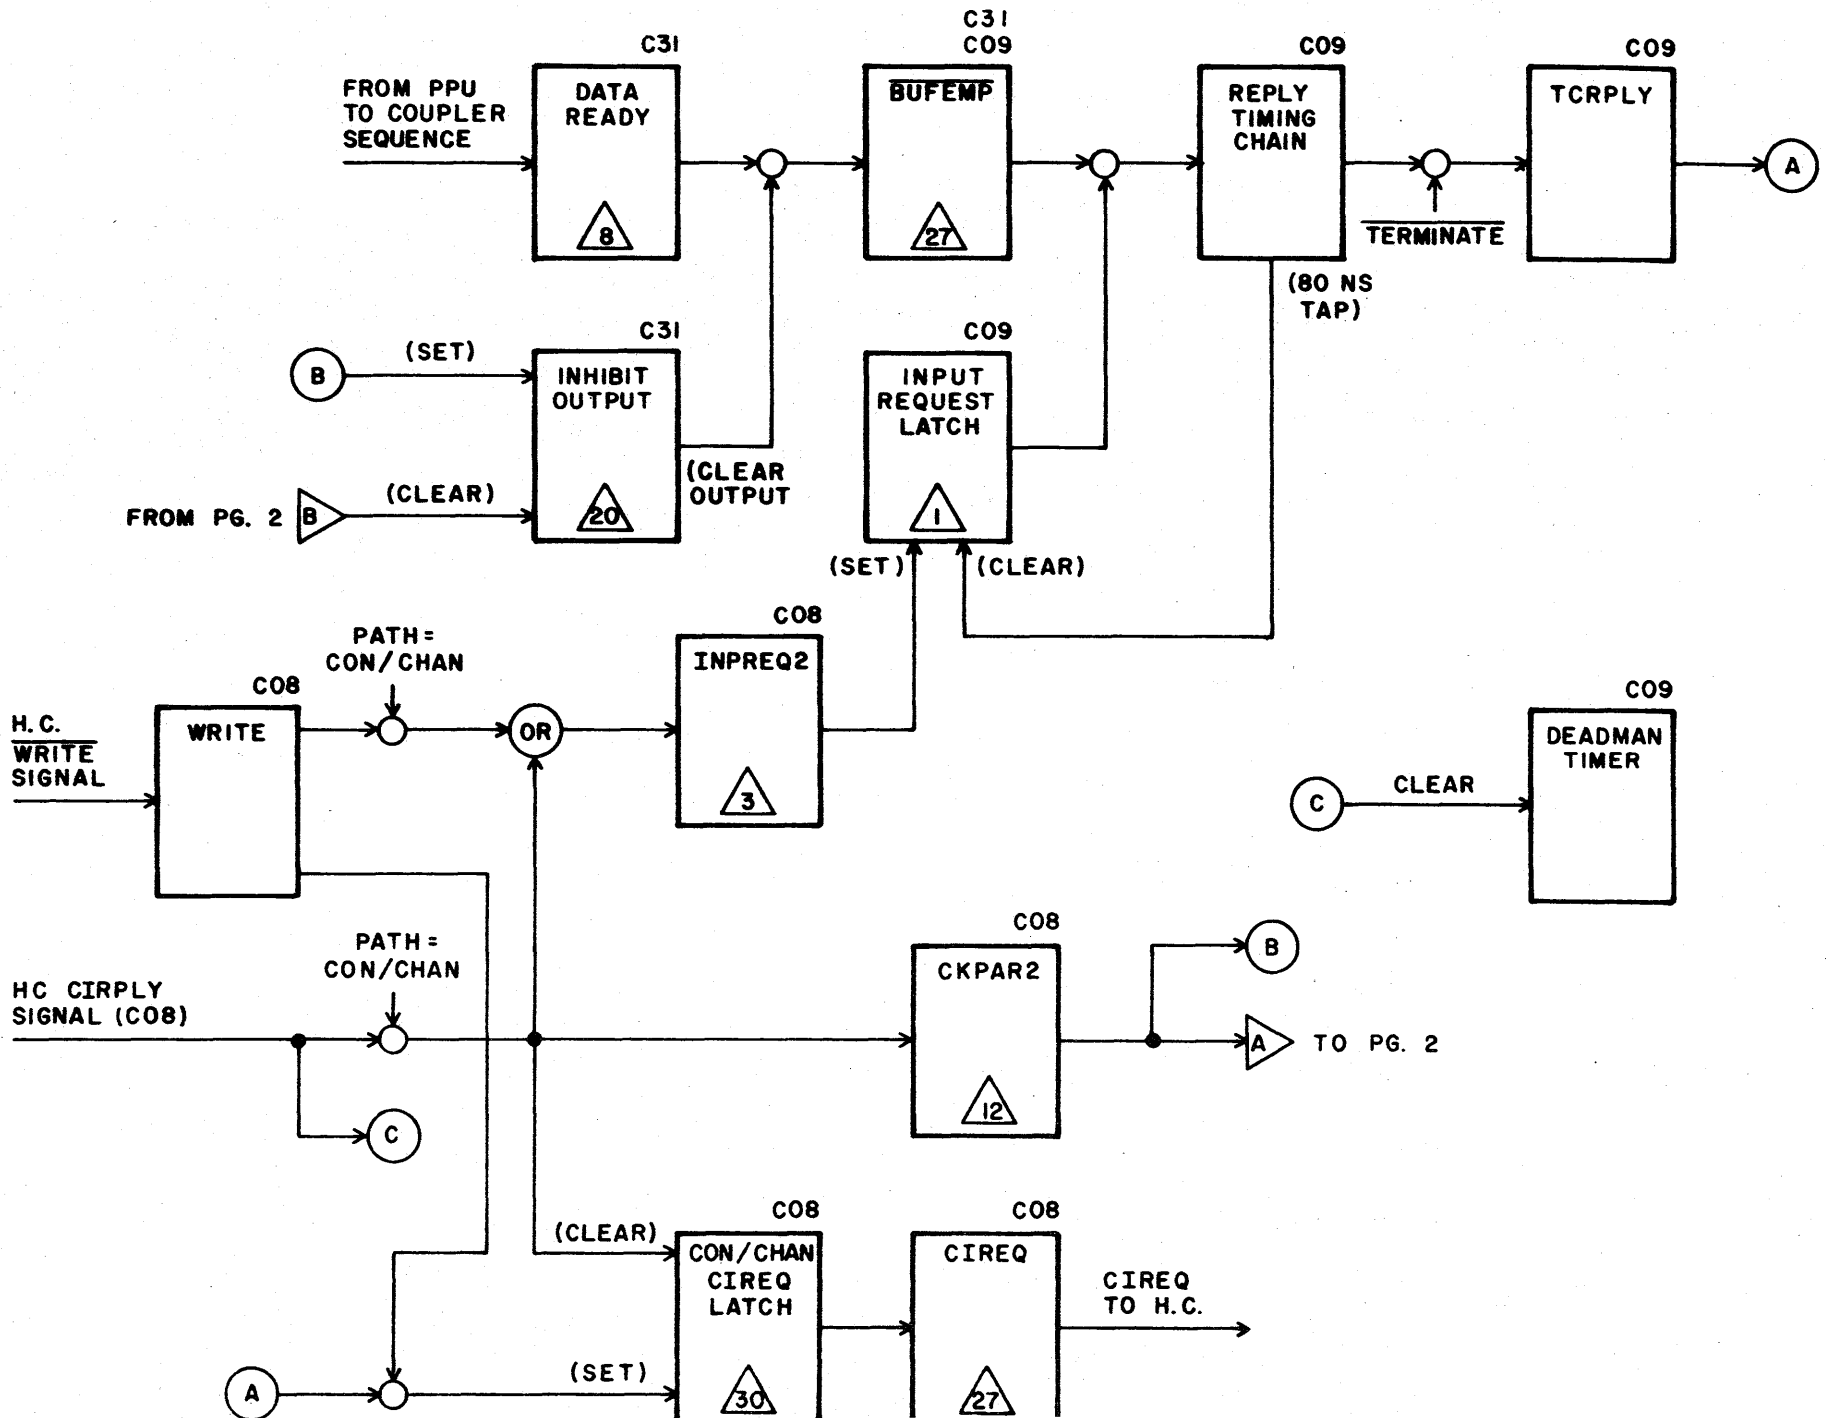 C31
FROM PPU
TO COUPLER
SEQUENCE
DATA
READY
8
C31
C09
B̅U̅F̅E̅M̅P̅
27
C09
REPLY
TIMING
CHAIN
(80 NS
TAP)
T̅E̅R̅M̅I̅N̅A̅T̅E̅
C09
TCRPLY
A
B
(SET)
FROM PG. 2
B
(CLEAR)
C31
INHIBIT
OUTPUT
20
(CLEAR
OUTPUT
C09
INPUT
REQUEST
LATCH
1
(SET)
(CLEAR)
H.C.
W̅R̅I̅T̅E̅
SIGNAL
C08
WRITE
PATH=
CON/CHAN
OR
C08
INPREQ2
3
C
CLEAR
C09
DEADMAN
TIMER
HC CIRPLY
SIGNAL (C08)
PATH=
CON/CHAN
C
C08
CKPAR2
12
B
A
TO PG. 2
A
(CLEAR)
(SET)
C08
CON/CHAN
CIREQ
LATCH
30
C08
CIREQ
27
CIREQ
TO H.C.